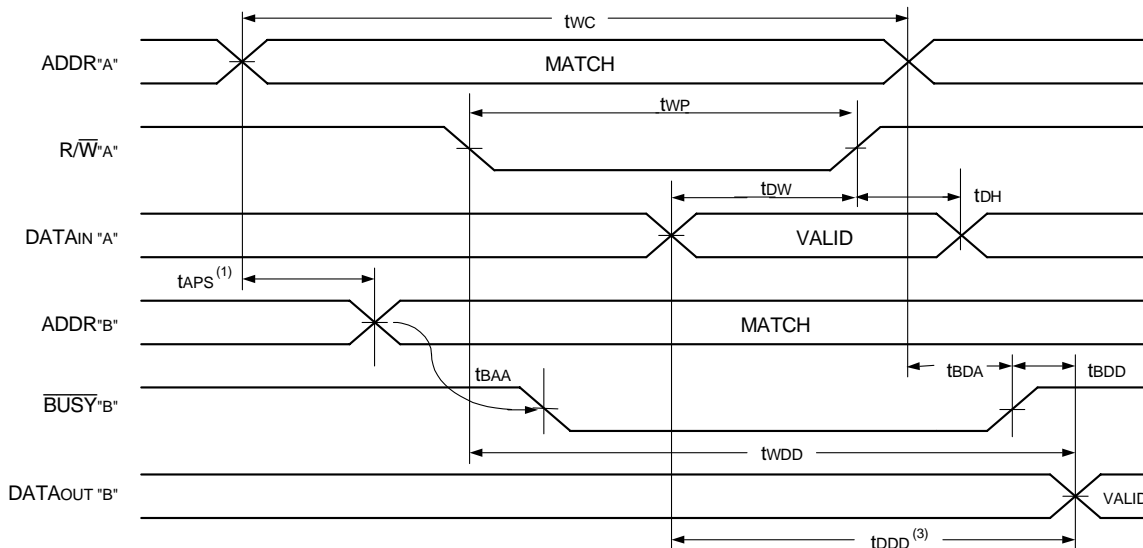 tWC
ADDR"A" MATCH
tWP
R/W̅"A"
tDW tDH
DATAIN "A" VALID
tAPS (1)
ADDR"B" MATCH
tBAA tBDA tBDD
B̅U̅S̅Y̅"B"
tWDD
DATAOUT "B" VALID
tDDD (3)